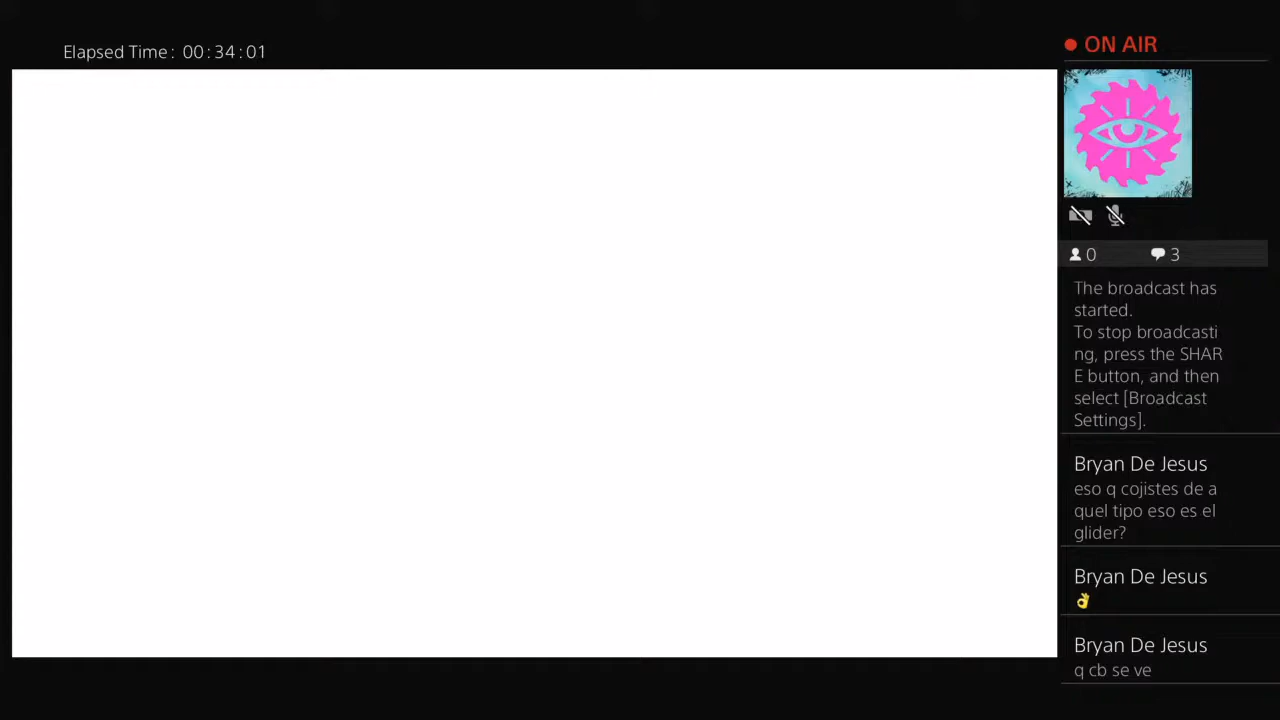 Elapsed Time: 00:34:01
ON AIR
0 3
The broadcast has
started.
To stop broadcasti
ng, press the SHAR
E button, and then
select [Broadcast
Settings].
Bryan De Jesus
eso q cojistes de a
quel tipo eso es el
glider?
Bryan De Jesus
👌
Bryan De Jesus
q cb se ve